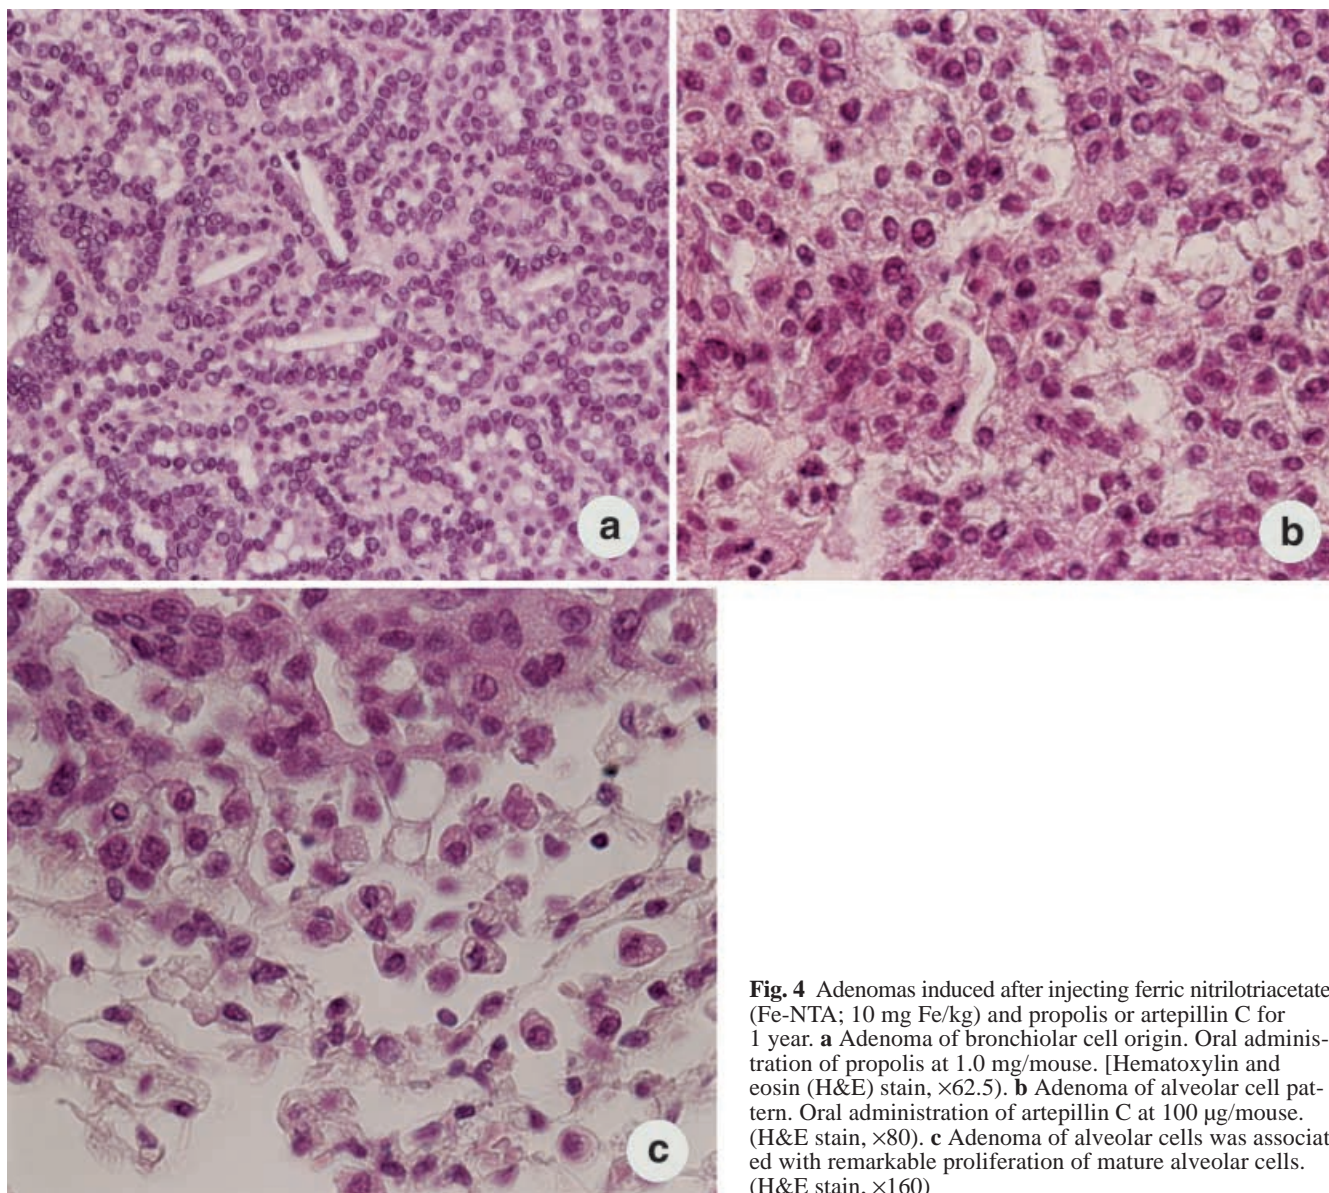 a
b
c
Fig. 4 Adenomas induced after injecting ferric nitrilotriacetate
(Fe-NTA; 10 mg Fe/kg) and propolis or artepillin C for
1 year. a Adenoma of bronchiolar cell origin. Oral adminis-
tration of propolis at 1.0 mg/mouse. [Hematoxylin and
eosin (H&E) stain, ×62.5). b Adenoma of alveolar cell pat-
tern. Oral administration of artepillin C at 100 µg/mouse.
(H&E stain, ×80). c Adenoma of alveolar cells was associat
ed with remarkable proliferation of mature alveolar cells.
(H&E stain, ×160)